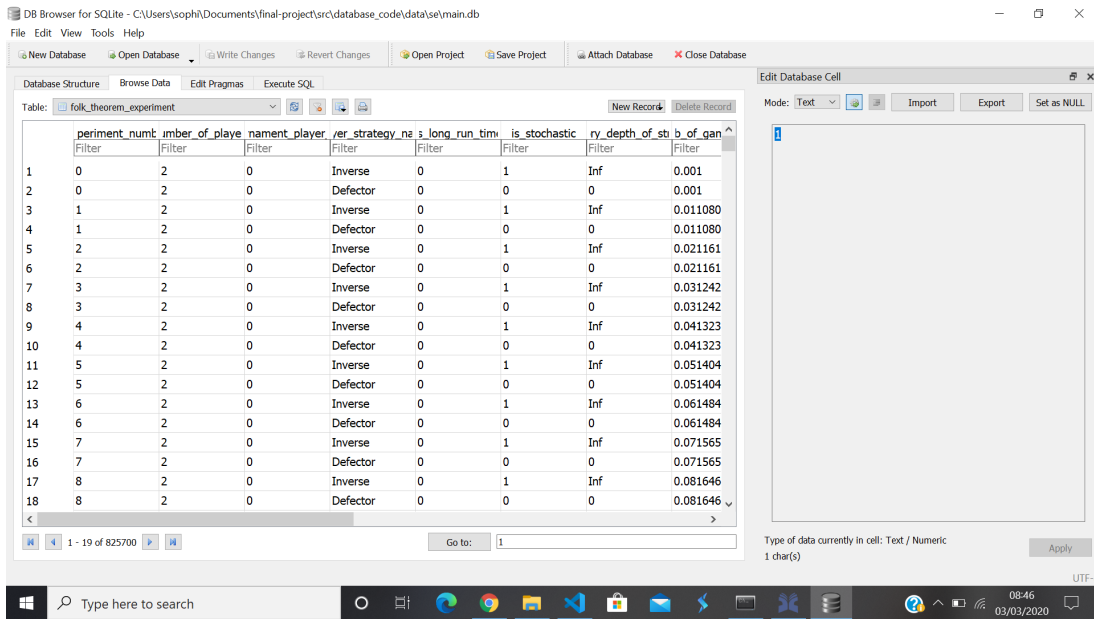 DB Browser for SQLite - C:\Users\sophi\Documents\final-project\src\database_code\data\se\main.db
File Edit View Tools Help
New Database Open Database Write Changes Revert Changes Open Project Save Project Attach Database Close Database
Database Structure Browse Data Edit Pragmas Execute SQL
Table: folk_theorem_experiment New Record Delete Record
periment_numb umber_of_playe nament_player_ yer_strategy_na s_long_run_time is_stochastic ry_depth_of_str b_of_gam
Filter Filter Filter Filter Filter Filter Filter Filter
1 0 2 0 Inverse 0 1 Inf 0.001
2 0 2 0 Defector 0 0 0 0.001
3 1 2 0 Inverse 0 1 Inf 0.011080
4 1 2 0 Defector 0 0 0 0.011080
5 2 2 0 Inverse 0 1 Inf 0.021161
6 2 2 0 Defector 0 0 0 0.021161
7 3 2 0 Inverse 0 1 Inf 0.031242
8 3 2 0 Defector 0 0 0 0.031242
9 4 2 0 Inverse 0 1 Inf 0.041323
10 4 2 0 Defector 0 0 0 0.041323
11 5 2 0 Inverse 0 1 Inf 0.051404
12 5 2 0 Defector 0 0 0 0.051404
13 6 2 0 Inverse 0 1 Inf 0.061484
14 6 2 0 Defector 0 0 0 0.061484
15 7 2 0 Inverse 0 1 Inf 0.071565
16 7 2 0 Defector 0 0 0 0.071565
17 8 2 0 Inverse 0 1 Inf 0.081646
18 8 2 0 Defector 0 0 0 0.081646
1 - 19 of 825700 Go to: 1
Edit Database Cell
Mode: Text Import Export Set as NULL
1
Type of data currently in cell: Text / Numeric
1 char(s)
Apply
UTF-
Type here to search
08:46
03/03/2020